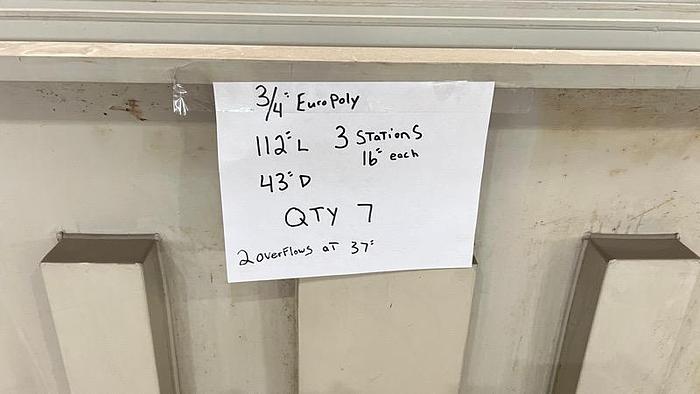 3/4" EuroPoly
112" L 3 Stations
16" each
43" D
QTY 7
2 overflows at 37"